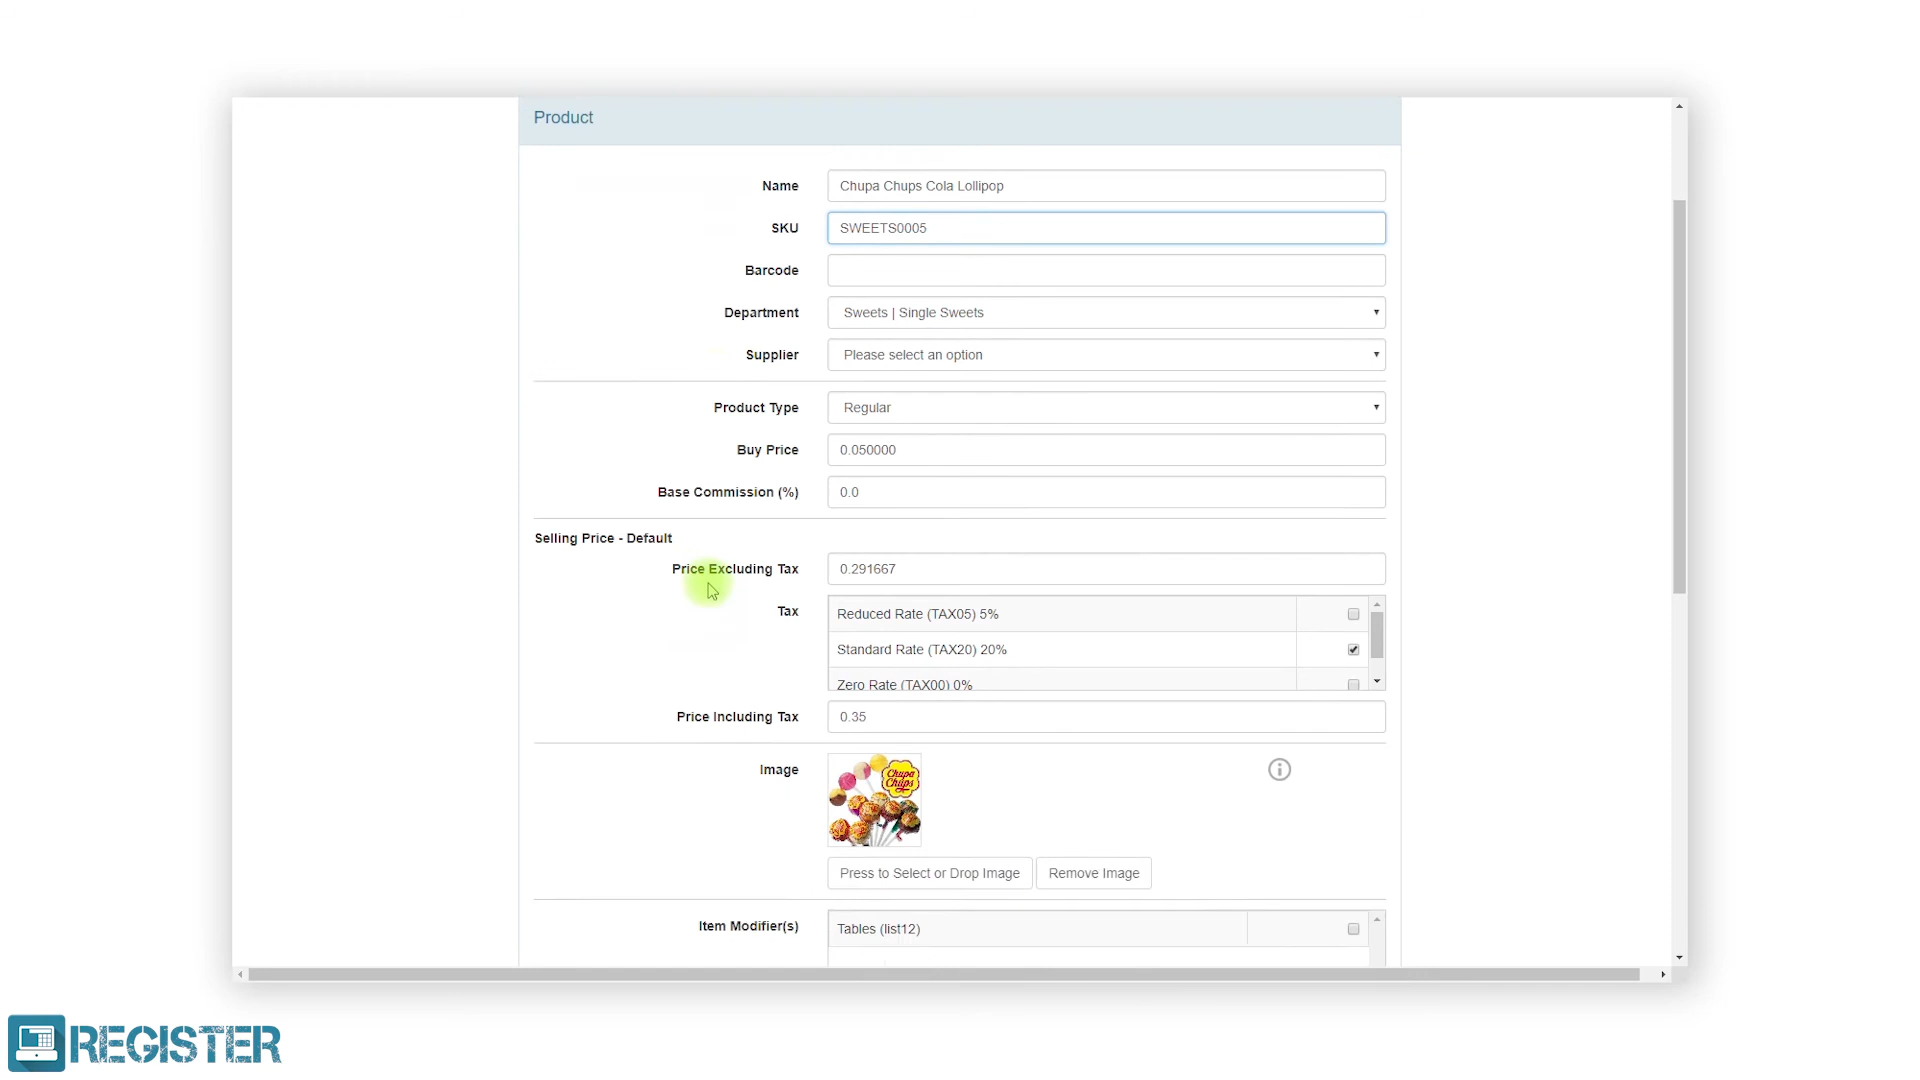 Product
Name Chupa Chups Cola Lollipop
SKU SWEETS0005
Barcode
Department Sweets | Single Sweets
Supplier Please select an option
Product Type Regular
Buy Price 0.050000
Base Commission (%) 0.0
Selling Price - Default
Price Excluding Tax 0.291667
Tax Reduced Rate (TAX05) 5%
Standard Rate (TAX20) 20%
Zero Rate (TAX00) 0%
Price Including Tax 0.35
Image
Chupa
Chups
Press to Select or Drop Image Remove Image
Item Modifier(s) Tables (list12)
REGISTER